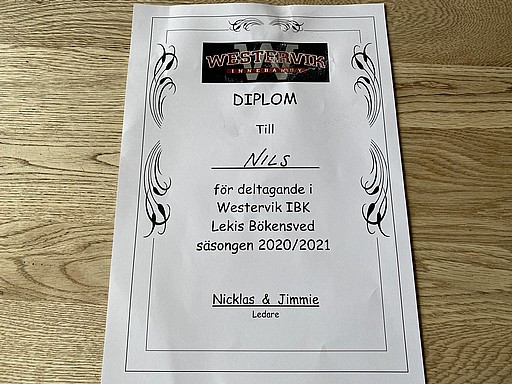 WESTERVIK
INNEBANDY
DIPLOM
Till
NILS
för deltagande i
Westervik IBK
Lekis Bökensved
säsongen 2020/2021
Nicklas & Jimmie
Ledare